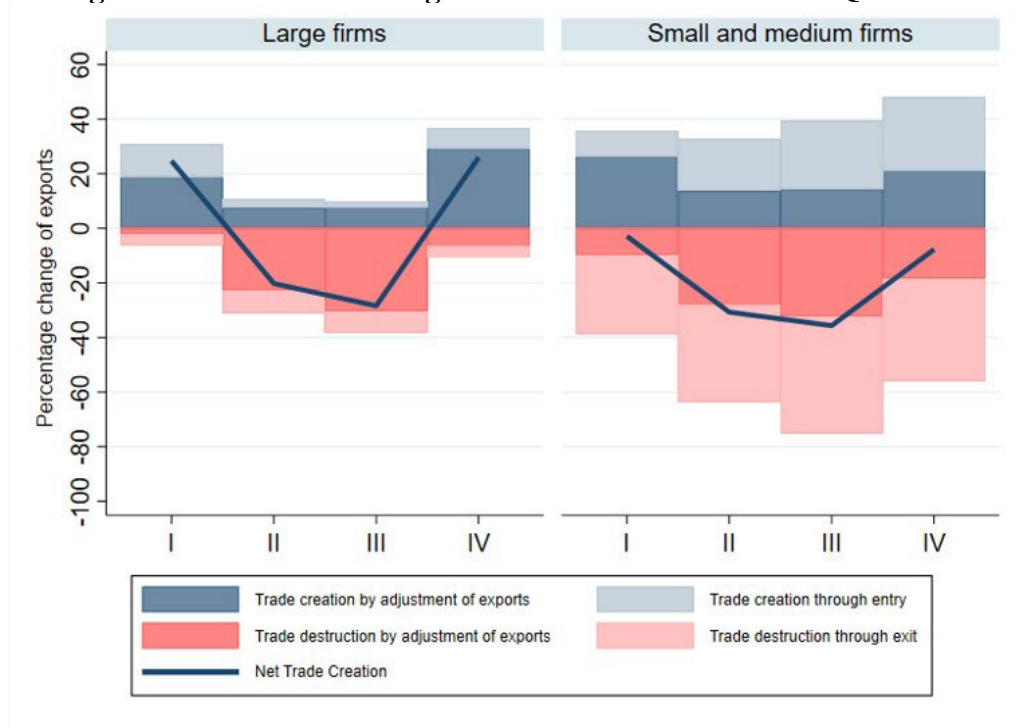 Large firms
Small and medium firms
Percentage change of exports
60
40
20
0
-20
-40
-60
-80
-100
I
II
III
IV
I
II
III
IV
Trade creation by adjustment of exports
Trade creation through entry
Trade destruction by adjustment of exports
Trade destruction through exit
Net Trade Creation